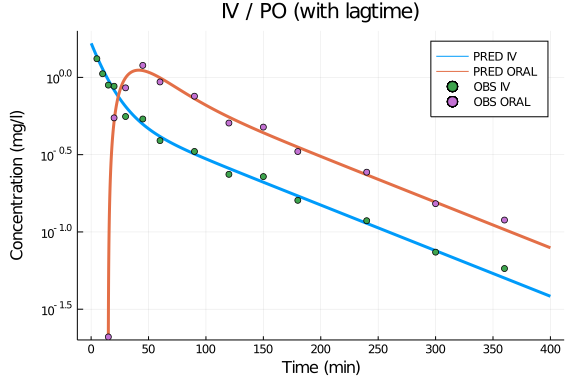 IV / PO (with lagtime)
PRED IV
PRED ORAL
OBS IV
OBS ORAL
Concentration (mg/l)
10^0.0
10^-0.5
10^-1.0
10^-1.5
0 50 100 150 200 250 300 350 400
Time (min)